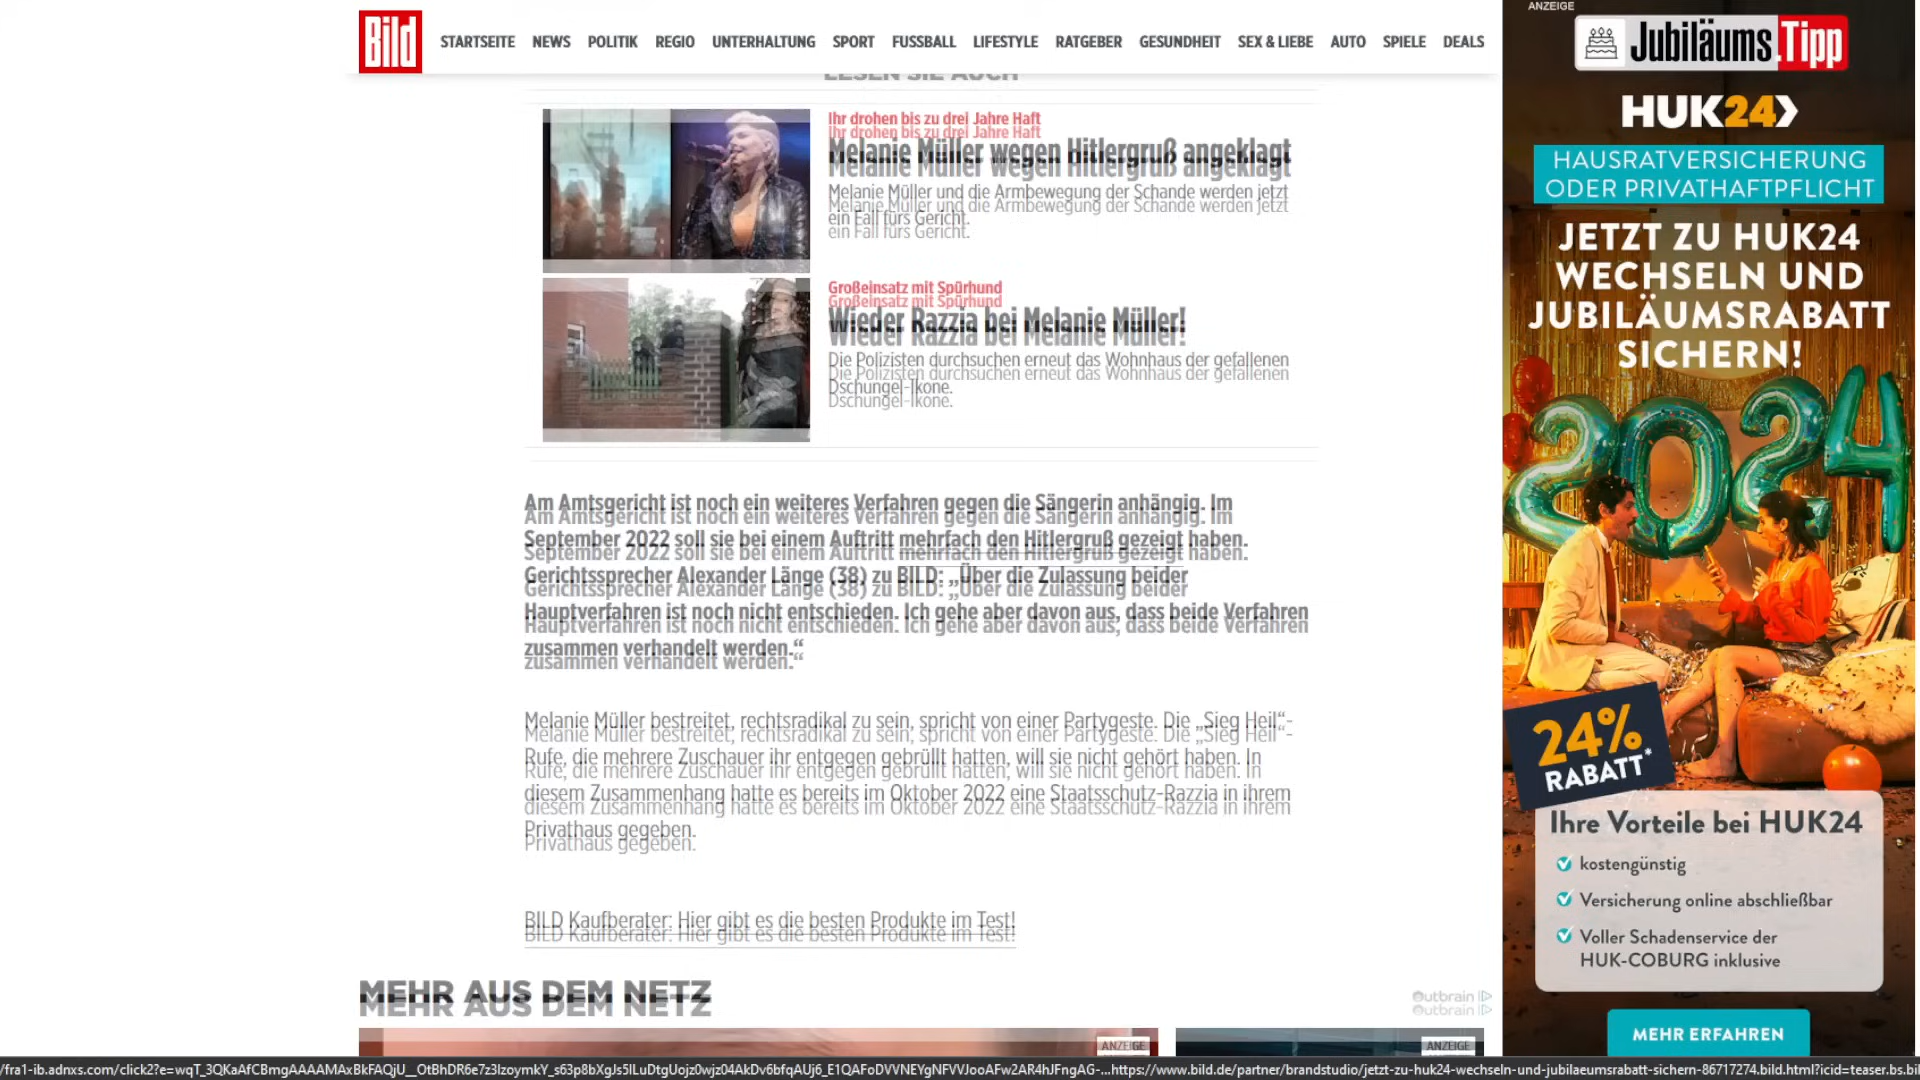 Bild
STARTSEITE NEWS POLITIK REGIO UNTERHALTUNG SPORT FUSSBALL LIFESTYLE RATGEBER GESUNDHEIT SEX & LIEBE AUTO SPIELE DEALS
LESEN SIE AUCH
Ihr drohen bis zu drei Jahre Haft
Melanie Müller wegen Hitlergruß angeklagt
Melanie Müller und die Armbewegung der Schande werden jetzt
ein Fall fürs Gericht.
Großeinsatz mit Spürhund
Wieder Razzia bei Melanie Müller!
Die Polizisten durchsuchen erneut das Wohnhaus der gefallenen
Dschungel-Ikone.
Am Amtsgericht ist noch ein weiteres Verfahren gegen die Sängerin anhängig. Im
September 2022 soll sie bei einem Auftritt mehrfach den Hitlergruß gezeigt haben.
Gerichtssprecher Alexander Länge (38) zu BILD: „Über die Zulassung beider
Hauptverfahren ist noch nicht entschieden. Ich gehe aber davon aus, dass beide Verfahren
zusammen verhandelt werden.“
Melanie Müller bestreitet, rechtsradikal zu sein, spricht von einer Partygeste. Die „Sieg Heil“-
Rufe, die mehrere Zuschauer ihr entgegen gebrüllt hatten, will sie nicht gehört haben. In
diesem Zusammenhang hatte es bereits im Oktober 2022 eine Staatsschutz-Razzia in ihrem
Privathaus gegeben.
BILD Kaufberater: Hier gibt es die besten Produkte im Test!
MEHR AUS DEM NETZ
Outbrain
ANZEIGE
ANZEIGE
ANZEIGE
Jubiläums.Tipp
HUK24
HAUSRATVERSICHERUNG
ODER PRIVATHAFTPFLICHT
JETZT ZU HUK24
WECHSELN UND
JUBILÄUMSRABATT
SICHERN!
2024
24%
RABATT*
Ihre Vorteile bei HUK24
kostengünstig
Versicherung online abschließbar
Voller Schadenservice der
HUK-COBURG inklusive
MEHR ERFAHREN